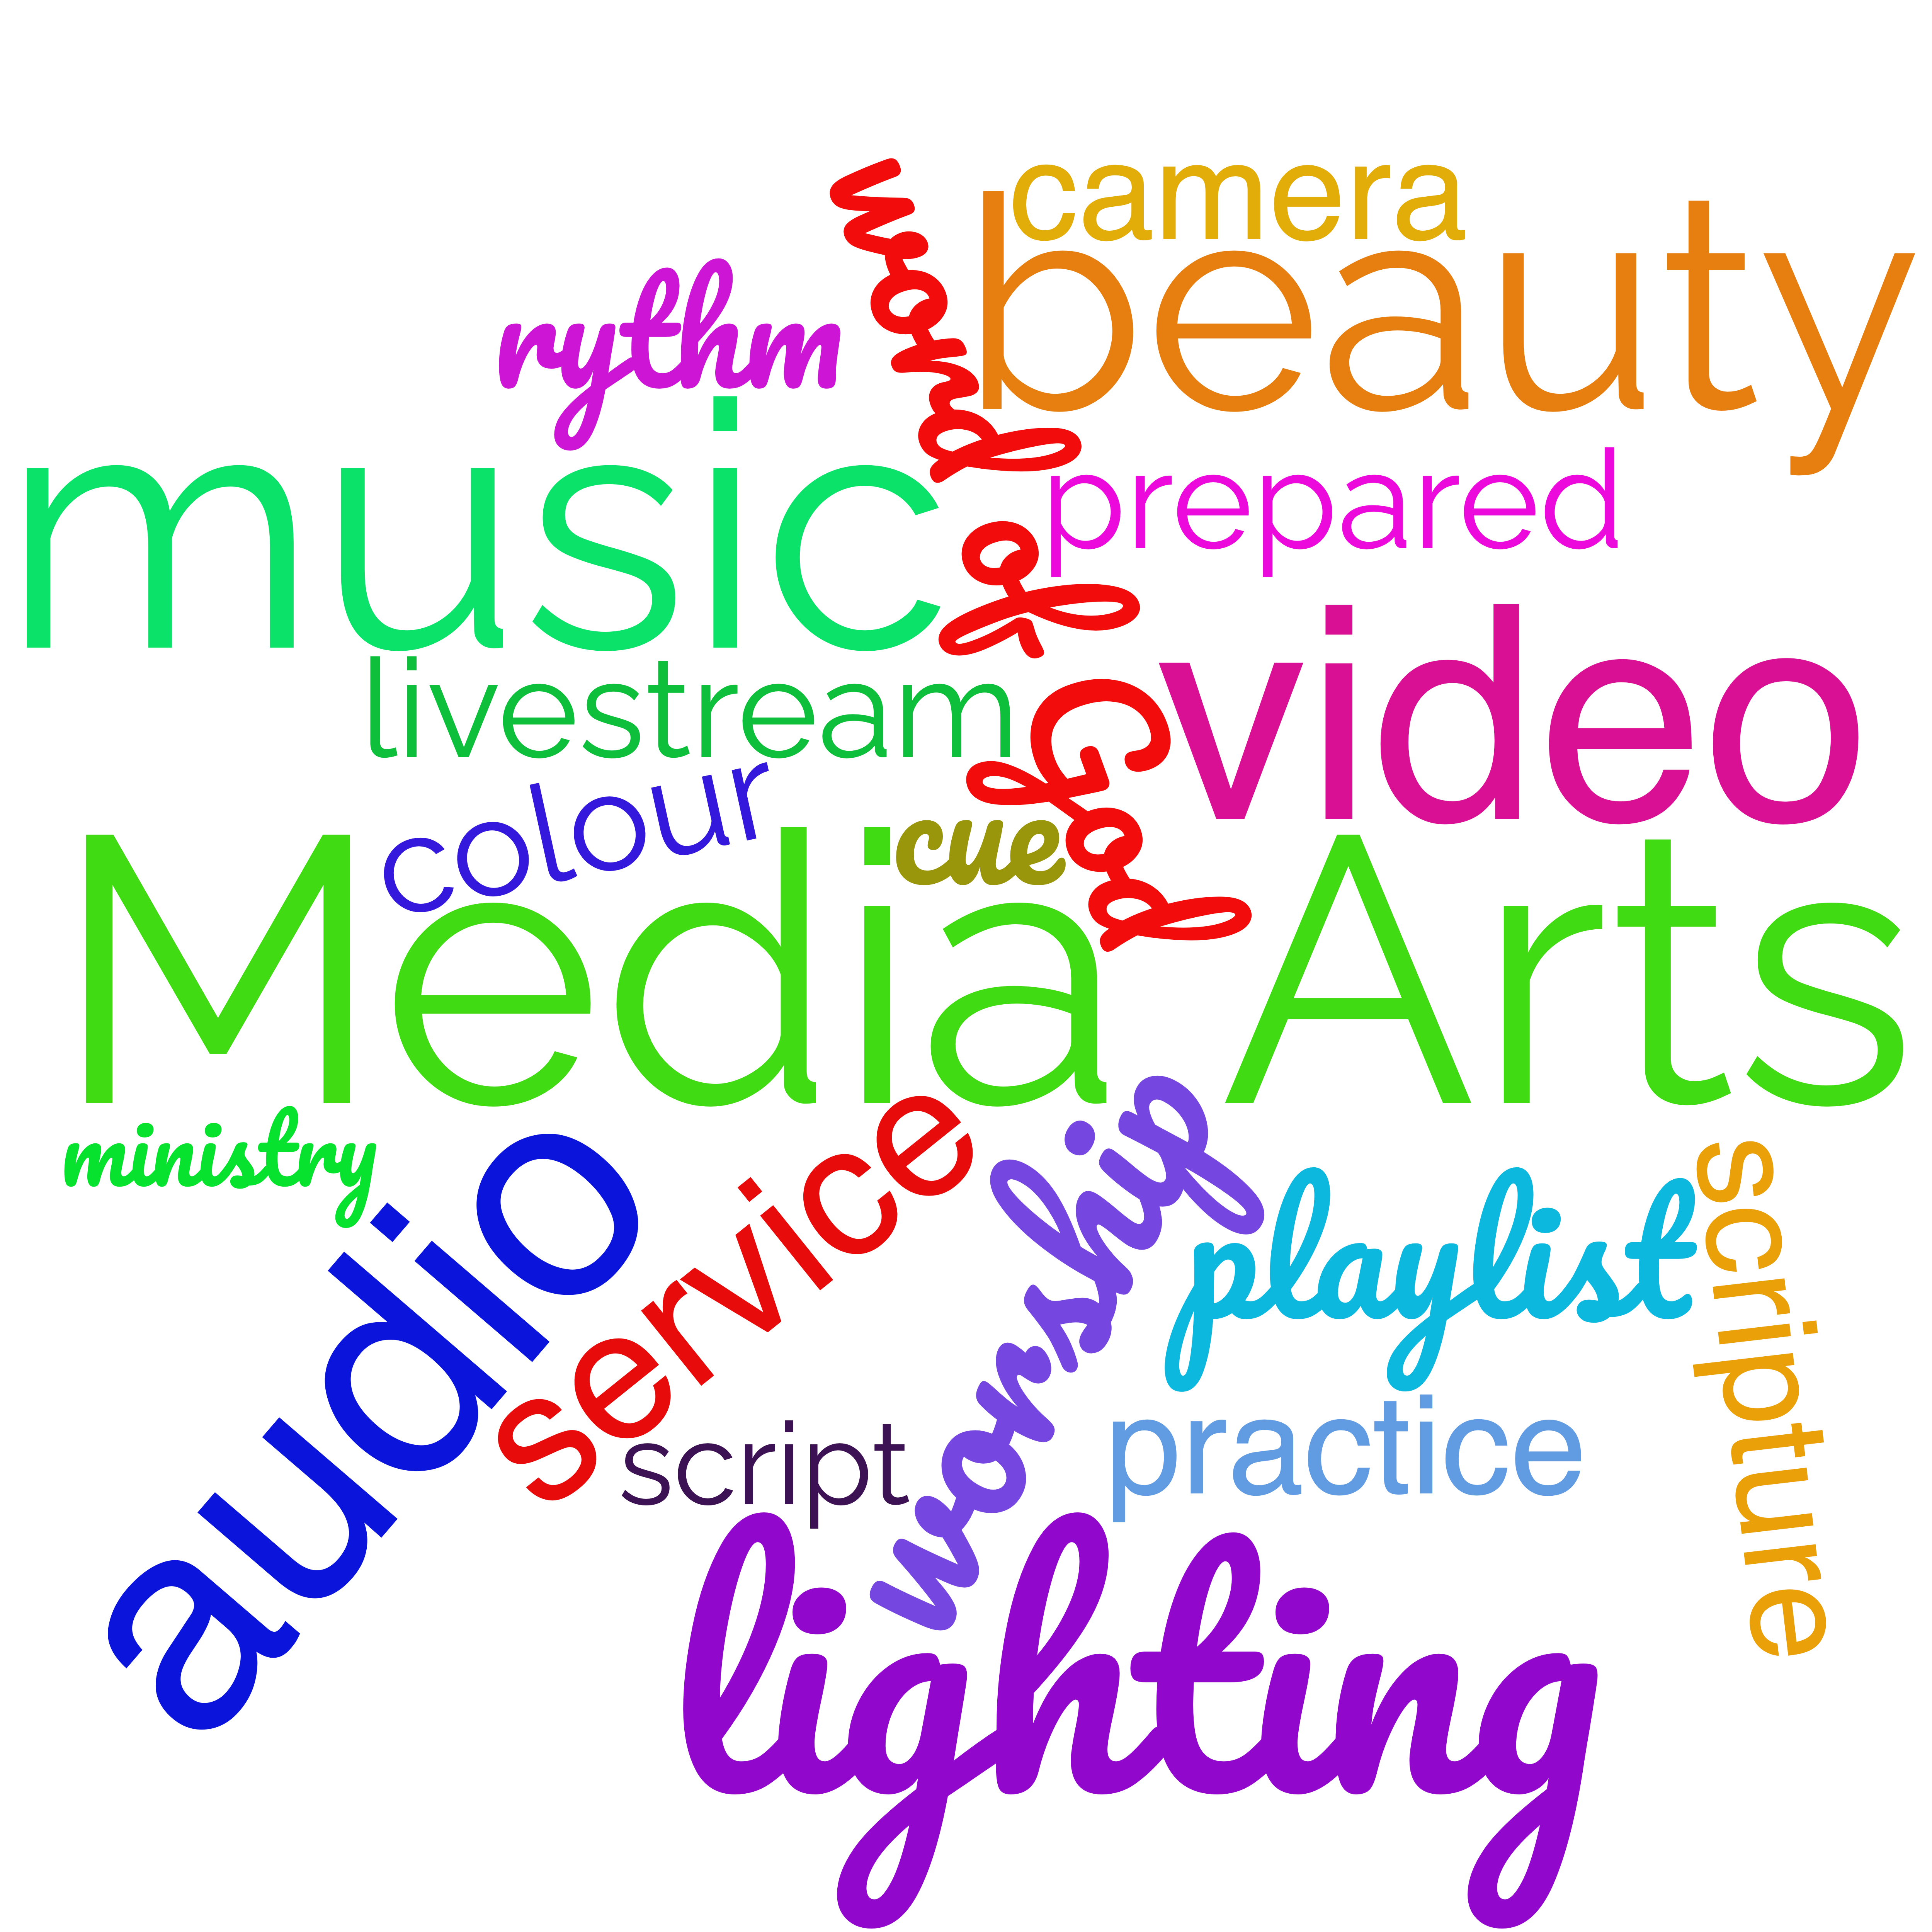 camera
beauty
rythm
Word of God
music
prepared
video
livestream
colour
cue
Media Arts
ministry
audio
service
worship
playlist
scripture
script
practice
lighting